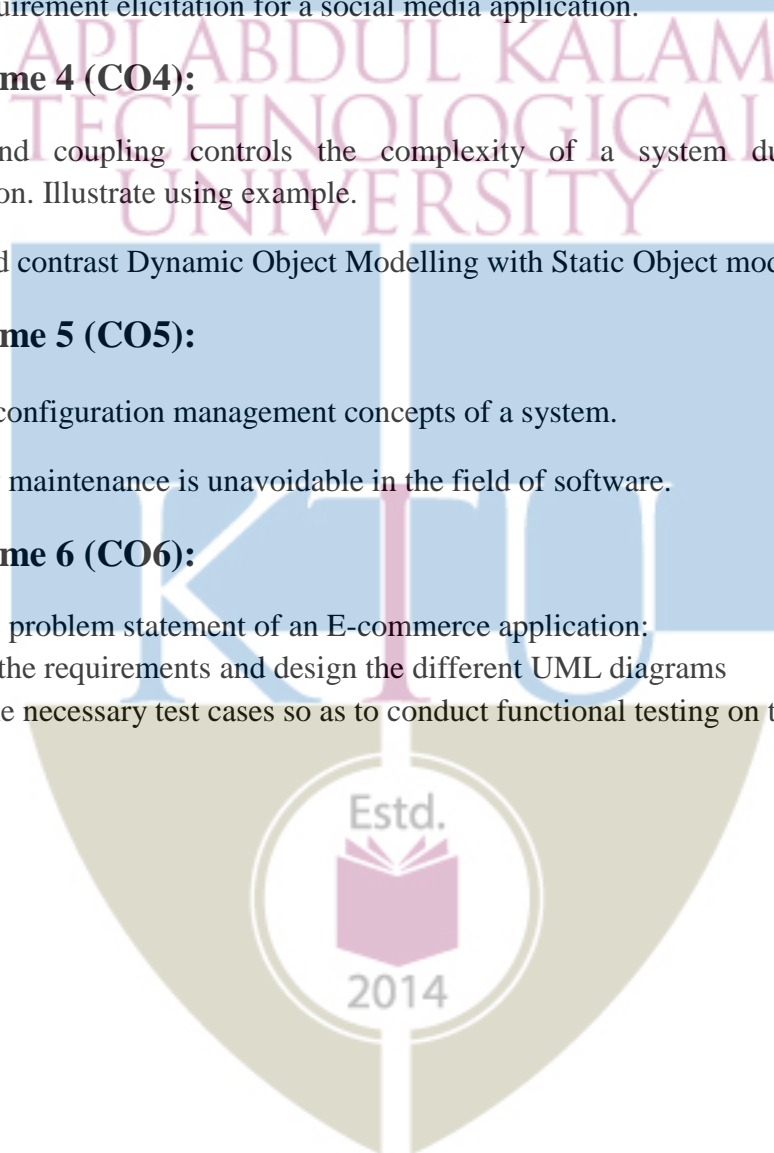 uirement elicitation for a social media application.
API ABDUL KALAM
TECHNOLOGICAL
UNIVERSITY
me 4 (CO4):
nd coupling controls the complexity of a system du
on. Illustrate using example.
d contrast Dynamic Object Modelling with Static Object mod
me 5 (CO5):
configuration management concepts of a system.
maintenance is unavoidable in the field of software.
KTU
me 6 (CO6):
problem statement of an E-commerce application:
the requirements and design the different UML diagrams
e necessary test cases so as to conduct functional testing on t
Estd.
2014